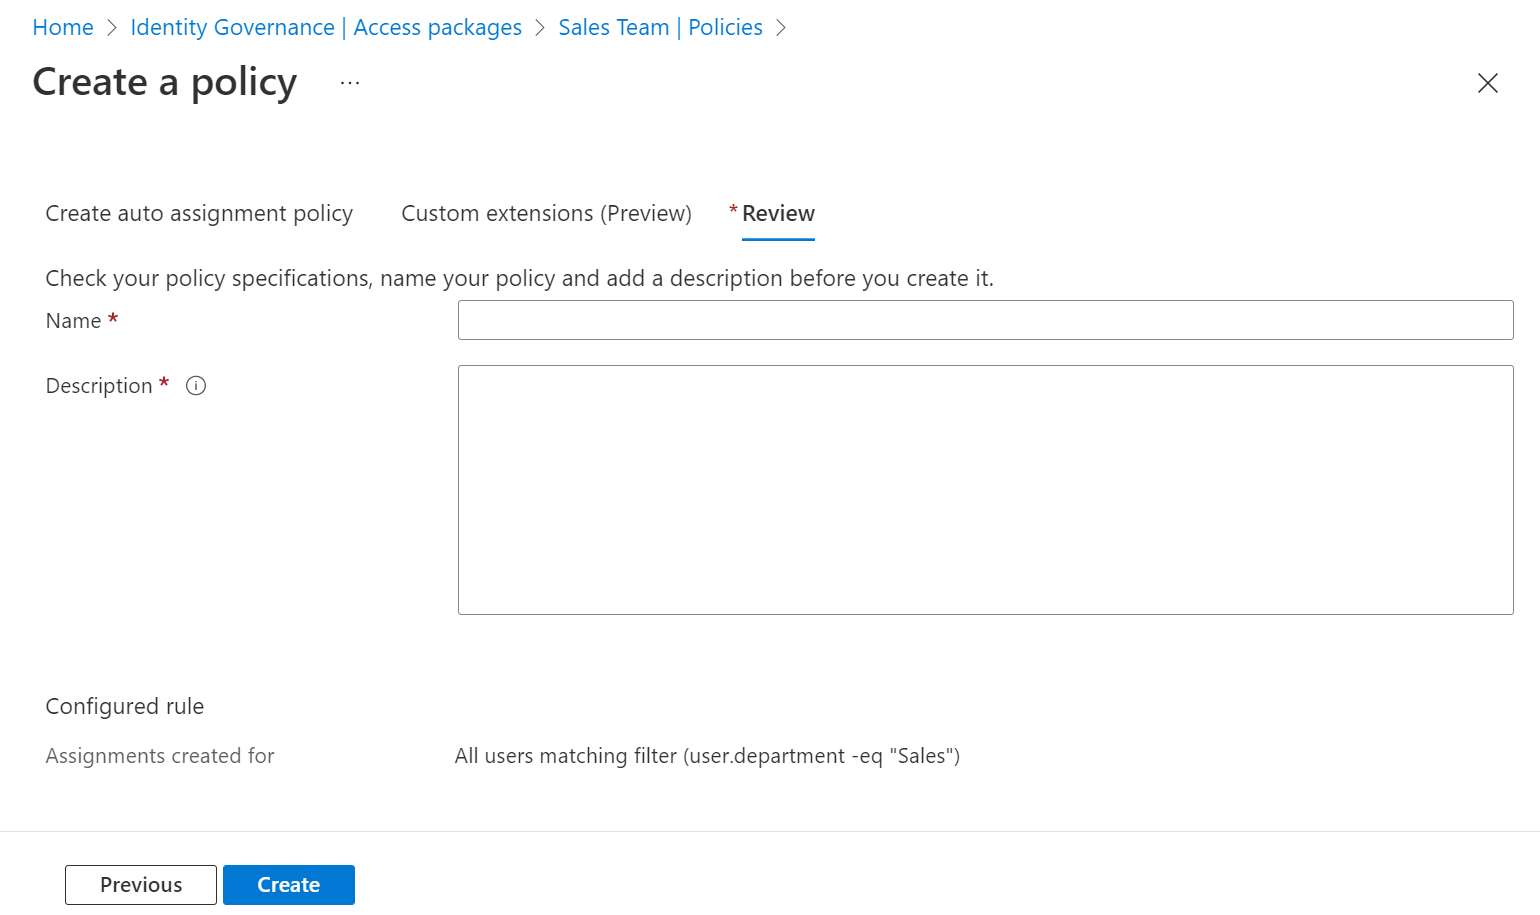 Home > Identity Governance | Access packages > Sales Team | Policies >
Create a policy ...
Create auto assignment policy Custom extensions (Preview) * Review
Check your policy specifications, name your policy and add a description before you create it.
Name *
Description *
Configured rule
Assignments created for All users matching filter (user.department -eq "Sales")
Previous Create